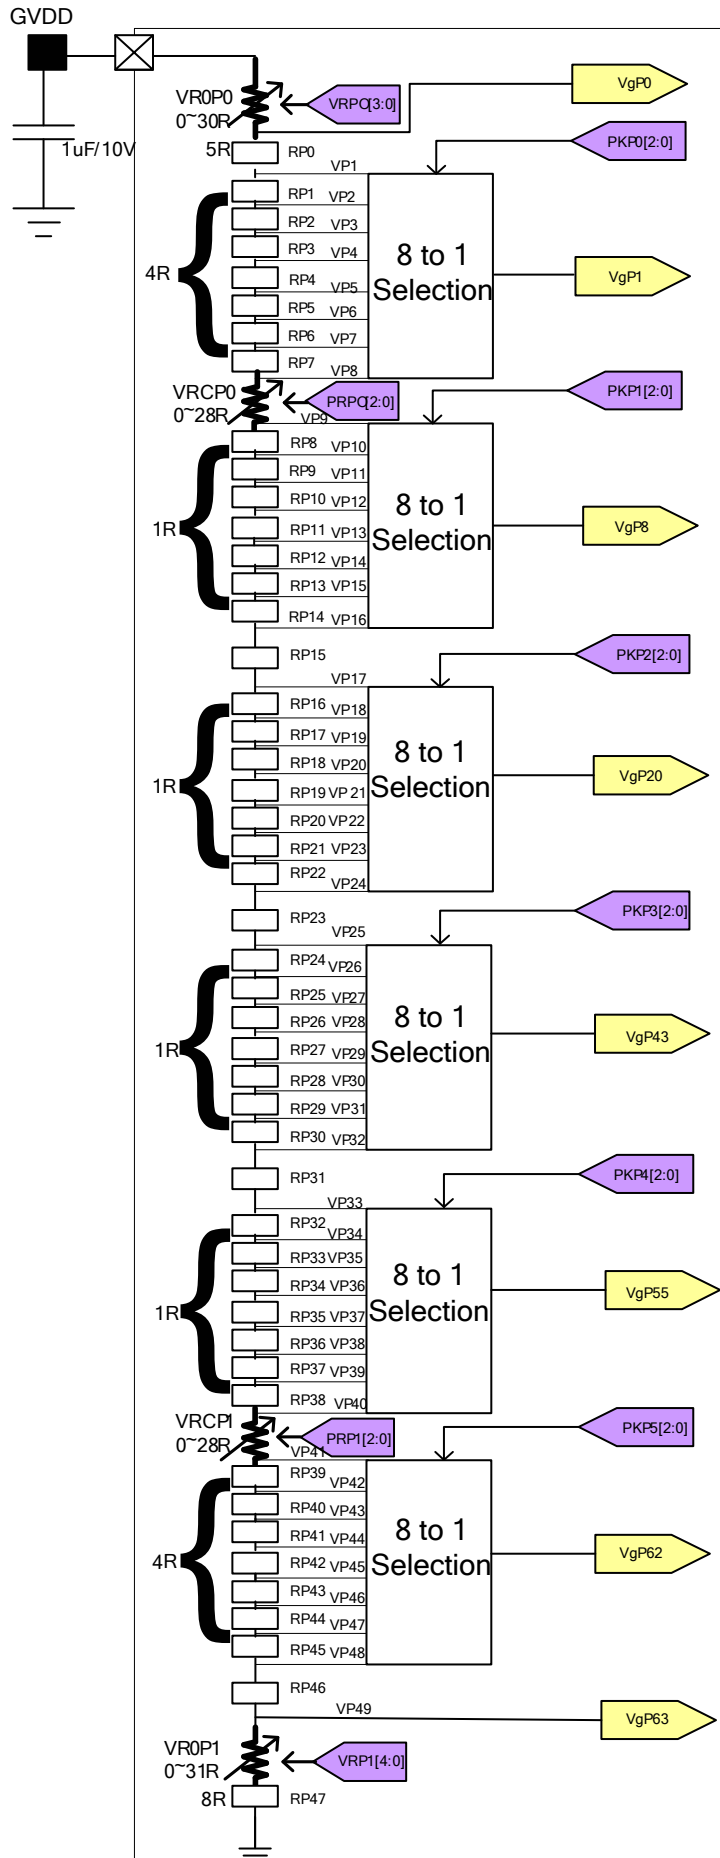 GVDD
VR0P0
0~30R
VRPO[3:0]
VgP0
1uF/10V
5R
RP0
PKP0[2:0]
VP1
RP1
VP2
RP2
VP3
RP3
VP4
8 to 1
Selection
VgP1
4R
RP4
VP5
RP5
VP6
RP6
VP7
RP7
VP8
VRCP0
0~28R
PRPO[2:0]
PKP1[2:0]
VP9
RP8
VP10
RP9
VP11
RP10
VP12
8 to 1
Selection
VgP8
1R
RP11
VP13
RP12
VP14
RP13
VP15
RP14
VP16
RP15
PKP2[2:0]
VP17
RP16
VP18
RP17
VP19
RP18
VP20
8 to 1
Selection
VgP20
1R
RP19
VP21
RP20
VP22
RP21
VP23
RP22
VP24
RP23
PKP3[2:0]
VP25
RP24
VP26
RP25
VP27
RP26
VP28
8 to 1
Selection
VgP43
1R
RP27
VP29
RP28
VP30
RP29
VP31
RP30
VP32
RP31
PKP4[2:0]
VP33
RP32
VP34
RP33
VP35
RP34
VP36
8 to 1
Selection
VgP55
1R
RP35
VP37
RP36
VP38
RP37
VP39
RP38
VP40
VRCP1
0~28R
PRP1[2:0]
PKP5[2:0]
VP41
RP39
VP42
RP40
VP43
RP41
VP44
8 to 1
Selection
VgP62
4R
RP42
VP45
RP43
VP46
RP44
VP47
RP45
VP48
RP46
VP49
VgP63
VR0P1
0~31R
VRP1[4:0]
8R
RP47